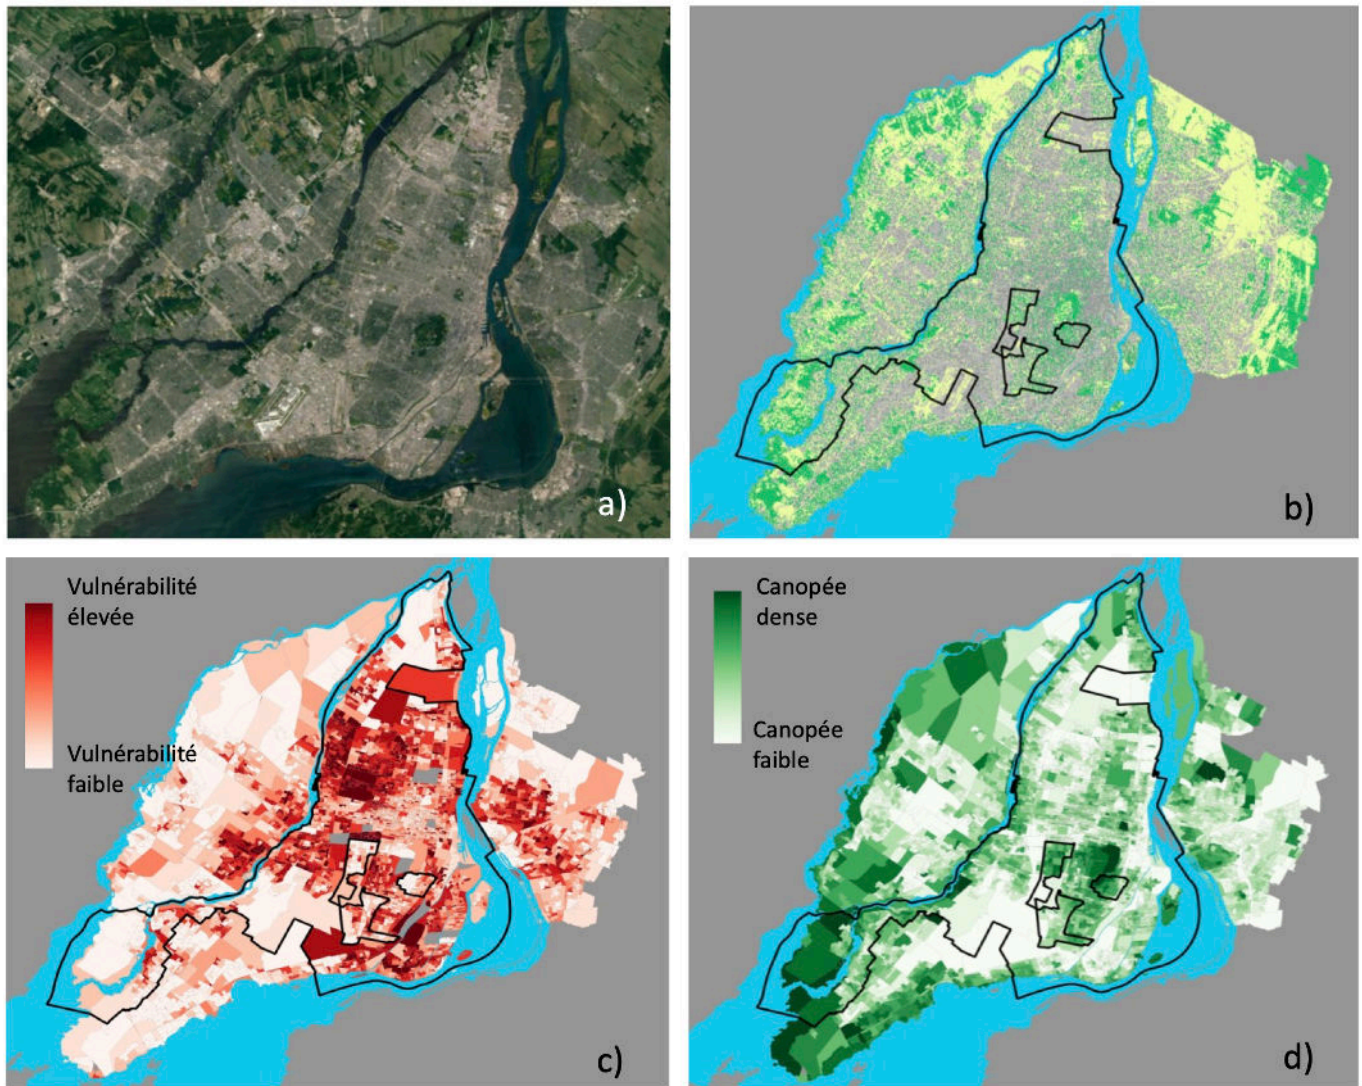 a)
b)
Vulnérabilité
élevée
Vulnérabilité
faible
c)
Canopée
dense
Canopée
faible
d)